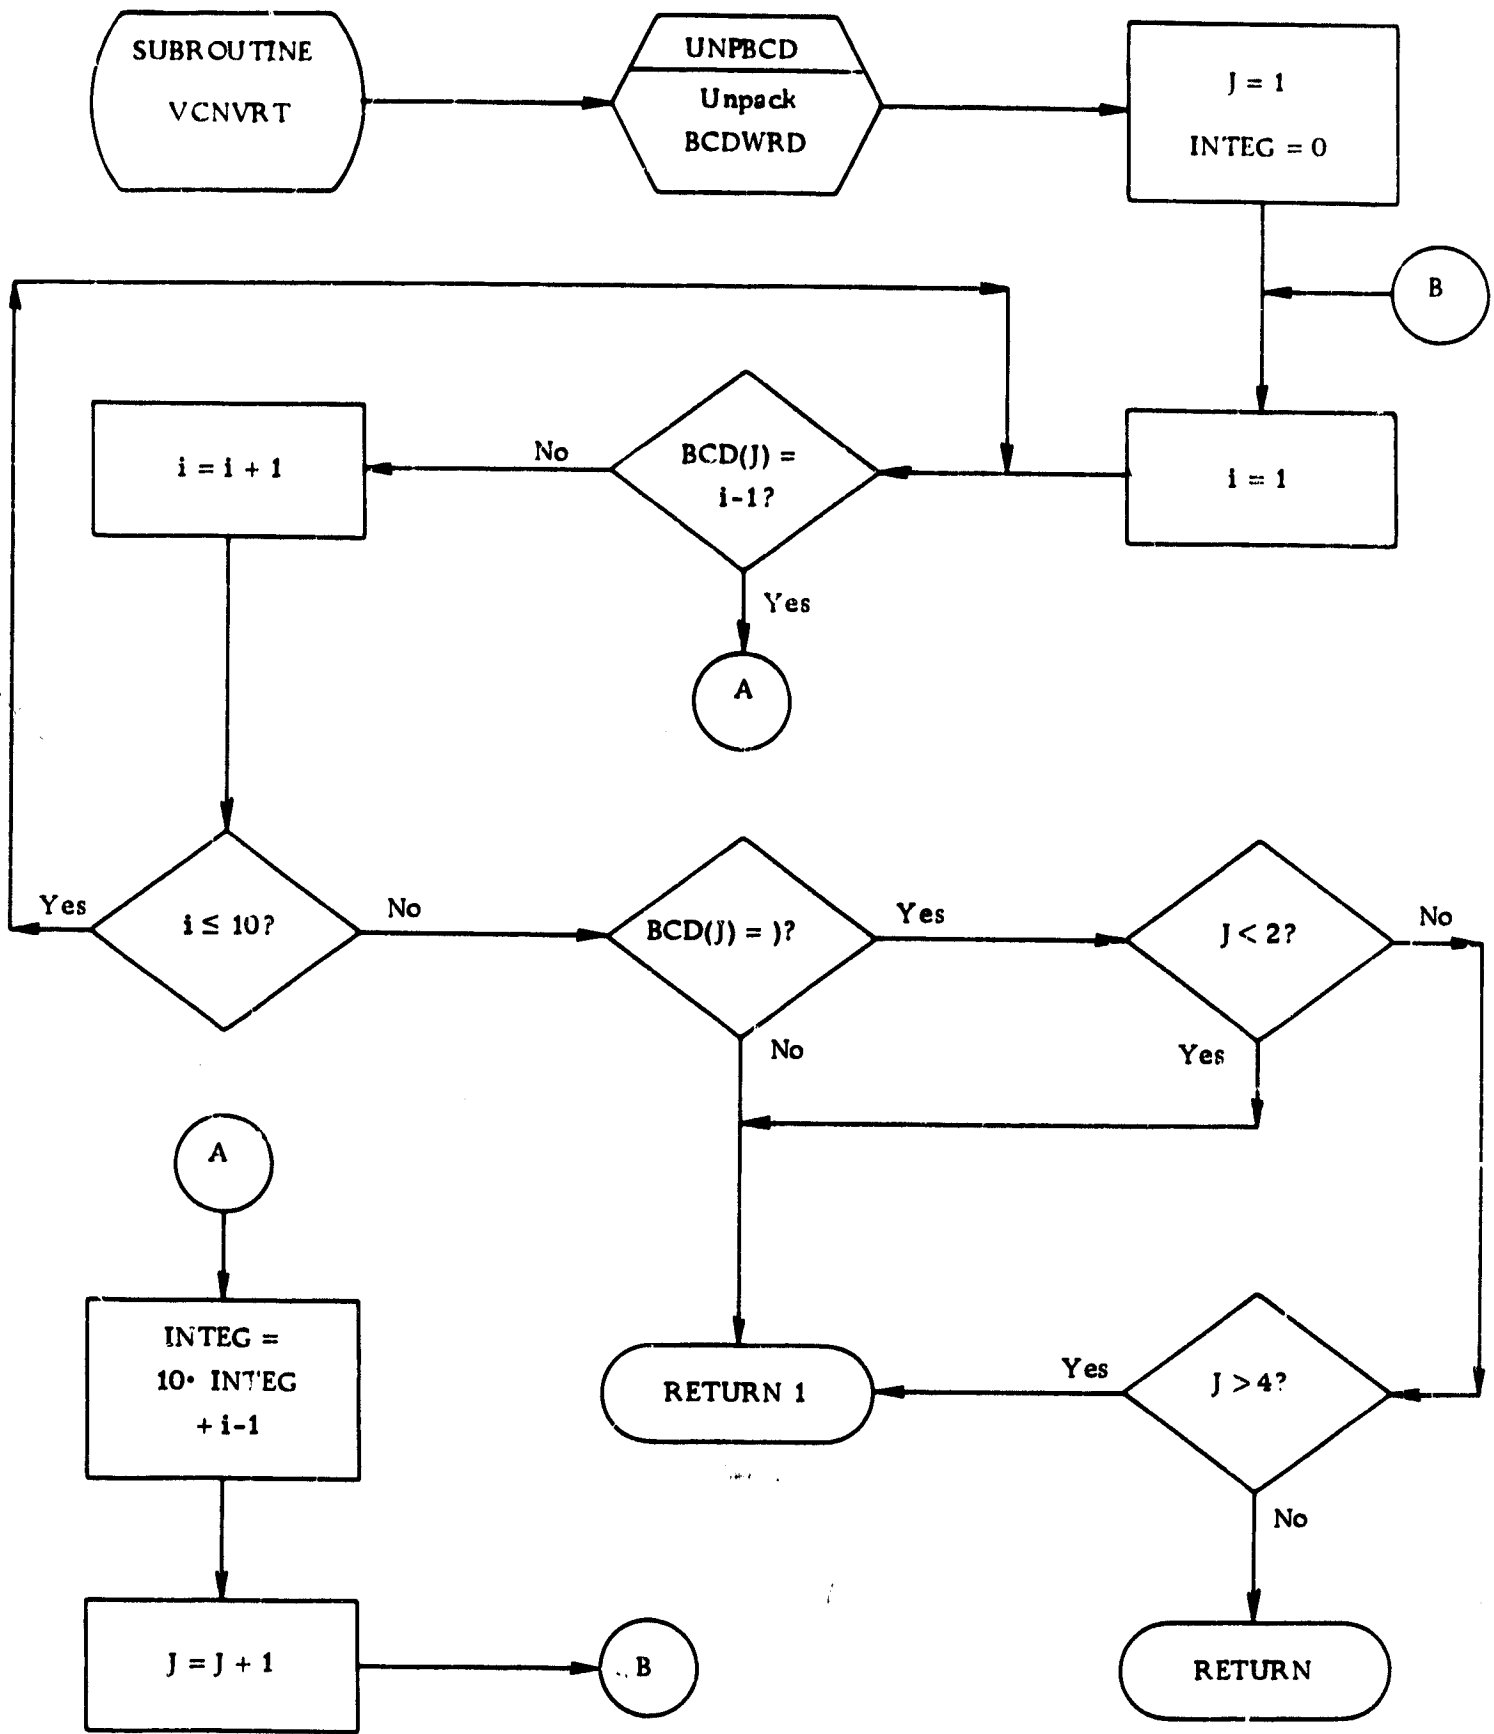 SUBROUTINE
VCNVRT
UNPBCD
Unpack
BCDWRD
J = 1
INTEG = 0
B
i = i + 1
No
BCD(J) =
i-1?
i = 1
Yes
A
Yes
i ≤ 10?
No
BCD(J) = )?
Yes
J < 2?
No
No
Yes
A
INTEG =
10· INTEG
+ i-1
RETURN 1
Yes
J > 4?
No
J = J + 1
B
RETURN